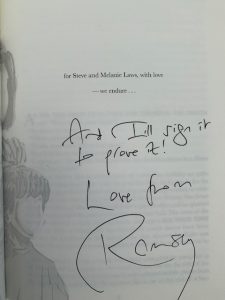 for Steve and Melanie Laws, with love
— we endure . . .
And I'll sign it
to prove it!
Love from
Ramsey